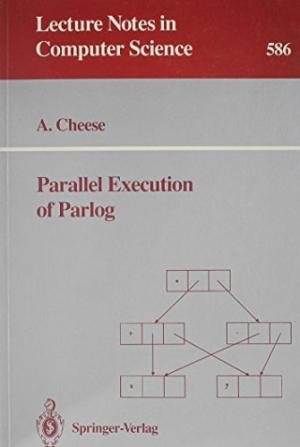 Lecture Notes in
Computer Science
586
A. Cheese
Parallel Execution
of Parlog
*
x
y
Springer-Verlag